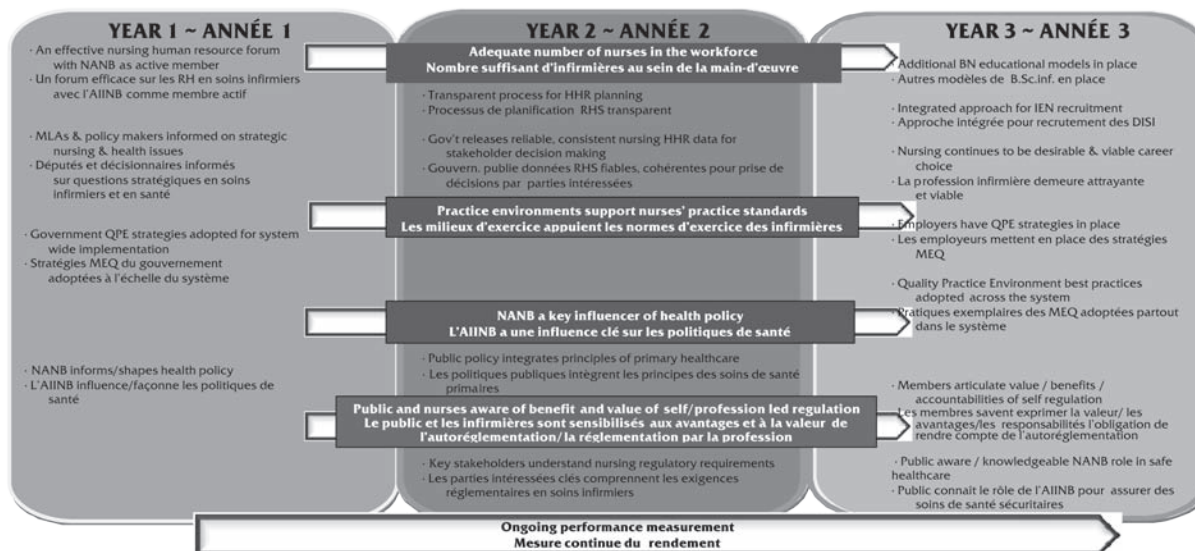 YEAR 1 ~ ANNÉE 1
· An effective nursing human resource forum
with NANB as active member
· Un forum efficace sur les RH en soins infirmiers
avec l'AIINB comme membre actif
· MLAs & policy makers informed on strategic
nursing & health issues
· Députés et décisionnaires informés
sur questions stratégiques en soins
infirmiers et en santé
· Government QPE strategies adopted for system
wide implementation
· Stratégies MEQ du gouvernement
adoptées à l'échelle du système
· NANB informs/shapes health policy
· L'AIINB influence/façonne les politiques de
santé
YEAR 2 ~ ANNÉE 2
Adequate number of nurses in the workforce
Nombre suffisant d'infirmières au sein de la main-d'œuvre
· Transparent process for HHR planning
· Processus de planification RHS transparent
· Gov't releases reliable, consistent nursing HHR data for
stakeholder decision making
· Gouvern. publie données RHS fiables, cohérentes pour prise de
décisions par parties intéressées
Practice environments support nurses' practice standards
Les milieux d'exercice appuient les normes d'exercice des infirmières
NANB a key influencer of health policy
L'AIINB a une influence clé sur les politiques de santé
· Public policy integrates principles of primary healthcare
· Les politiques publiques intègrent les principes des soins de santé
primaires
Public and nurses aware of benefit and value of self/profession led regulation
Le public et les infirmières sont sensibilisés aux avantages et à la valeur de
l'autoréglementation/la réglementation par la profession
· Key stakeholders understand nursing regulatory requirements
· Les parties intéressées clés comprennent les exigences
réglementaires en soins infirmiers
YEAR 3 ~ ANNÉE 3
· Additional BN educational models in place
· Autres modèles de B.Sc.inf. en place
· Integrated approach for IEN recruitment
· Approche intégrée pour recrutement des DISI
· Nursing continues to be desirable & viable career
choice
· La profession infirmière demeure attrayante
et viable
· Employers have QPE strategies in place
· Les employeurs mettent en place des stratégies
MEQ
· Quality Practice Environment best practices
adopted across the system
· Pratiques exemplaires des MEQ adoptées partout
dans le système
· Members articulate value / benefits /
accountabilities of self regulation
· Les membres savent exprimer la valeur/ les
avantages/les responsabilités l'obligation de
rendre compte de l'autoréglementation
· Public aware / knowledgeable NANB role in safe
healthcare
· Public connait le rôle de l'AIINB pour assurer des
soins de santé sécuritaires
Ongoing performance measurement
Mesure continue du rendement